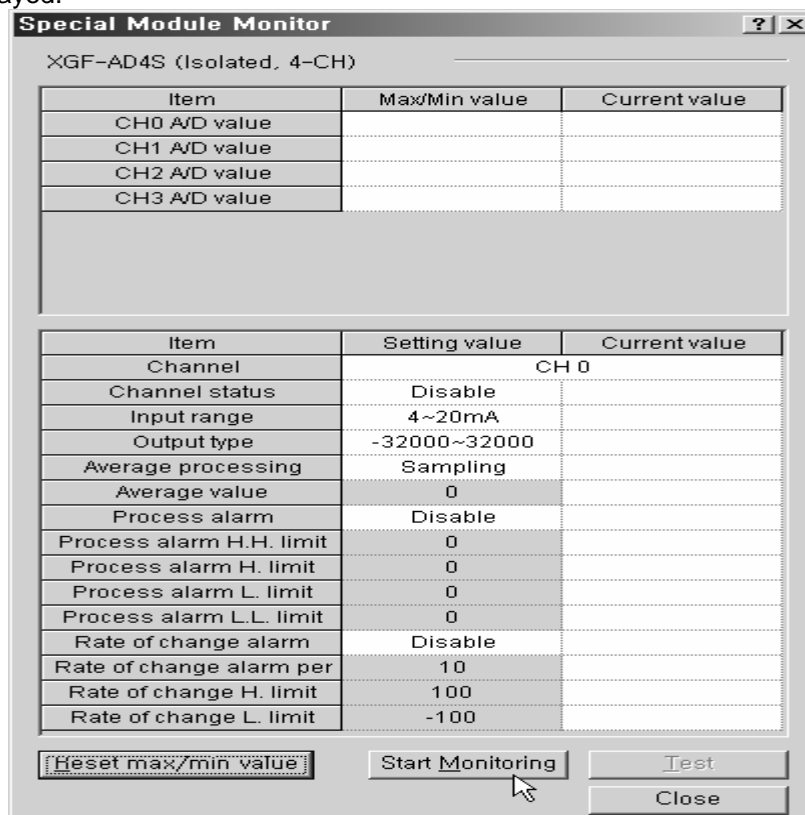 ayed.
Special Module Monitor ? ×
XGF-AD4S (Isolated, 4-CH)
Item Max/Min value Current value
CH0 A/D value
CH1 A/D value
CH2 A/D value
CH3 A/D value
Item Setting value Current value
Channel CH 0
Channel status Disable
Input range 4~20mA
Output type -32000~32000
Average processing Sampling
Average value 0
Process alarm Disable
Process alarm H.H. limit 0
Process alarm H. limit 0
Process alarm L. limit 0
Process alarm L.L. limit 0
Rate of change alarm Disable
Rate of change alarm per 10
Rate of change H. limit 100
Rate of change L. limit -100
Reset max/min value Start Monitoring Test
Close